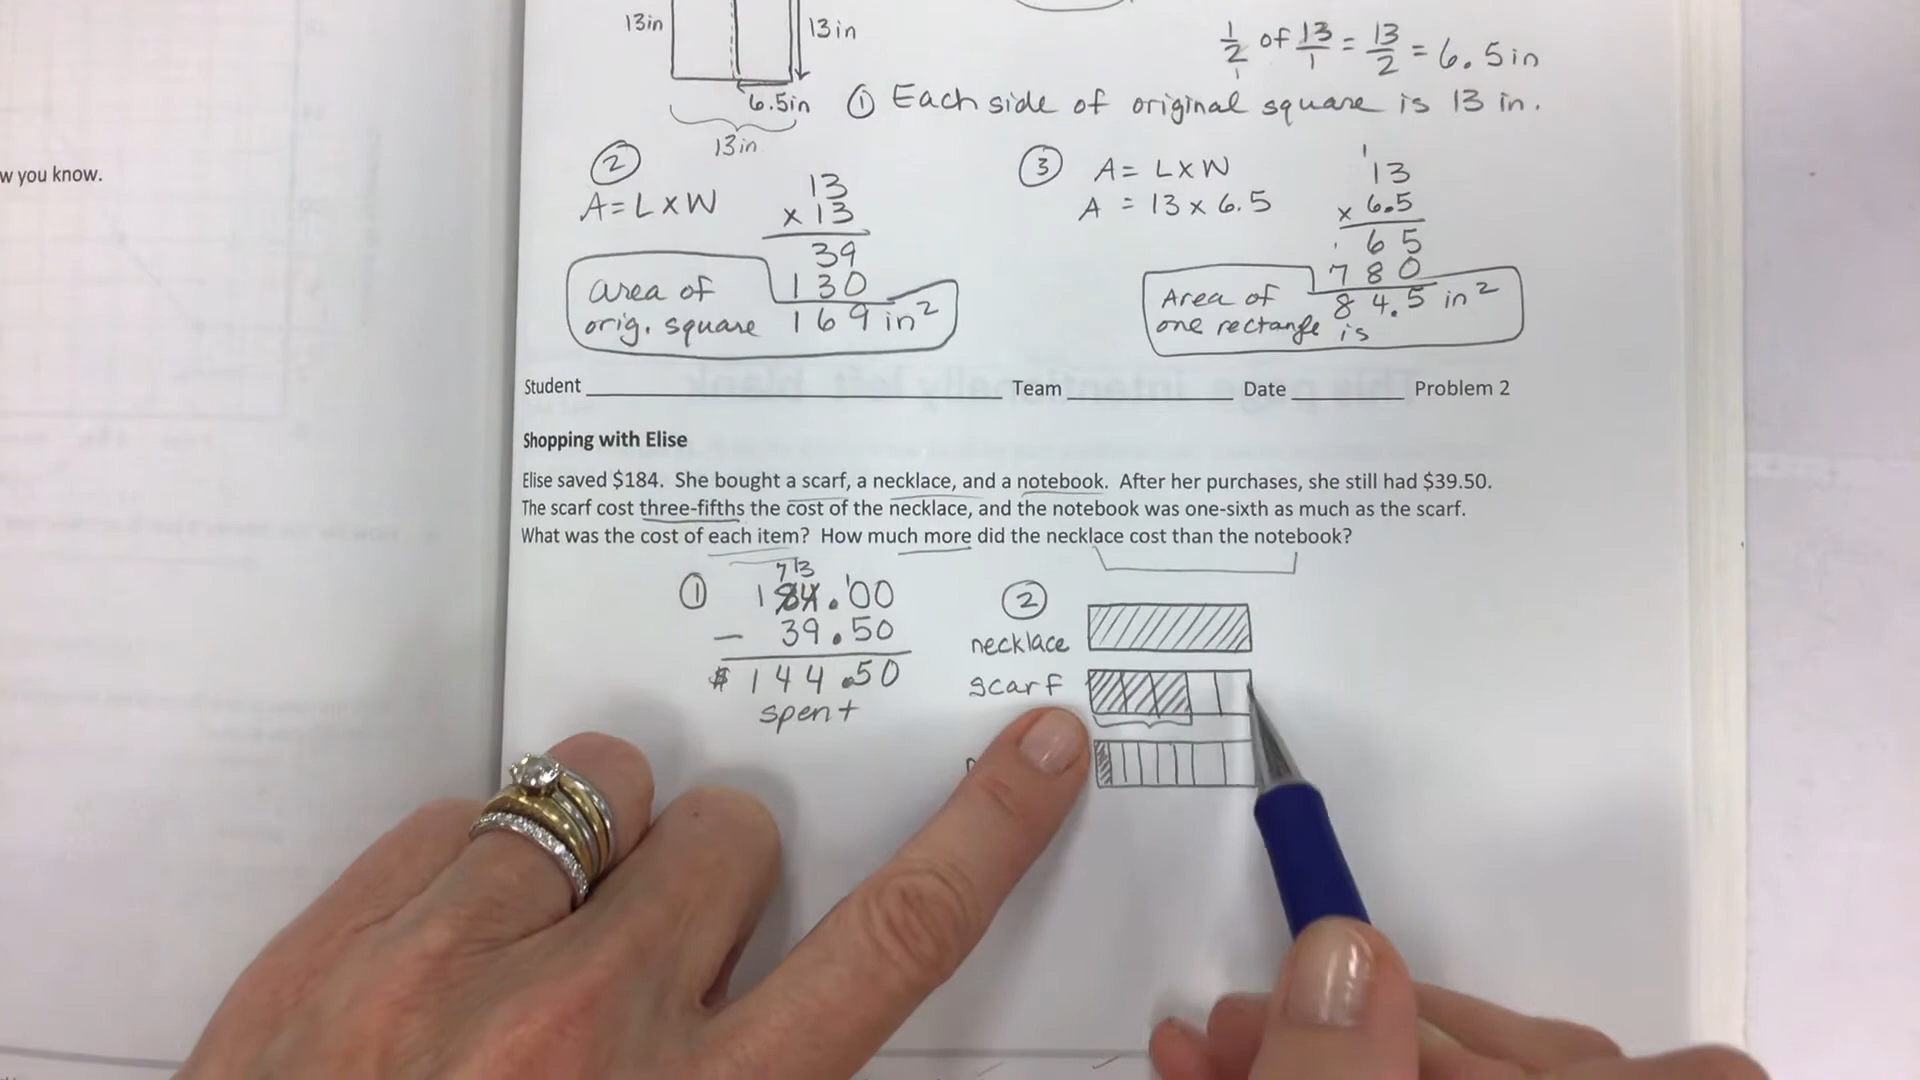 13in
13in
1/2 of 13/1 = 13/2 = 6.5in
6.5in
① Each side of original square is 13 in.
13in
w you know.
②
A=LxW
13
x 13
39
130
169 in²
area of
orig. square
③ A= LxW
A = 13 x 6.5
1
13
x 6.5
65
780
84.5 in²
Area of
one rectangle is
Student Team Date Problem 2
Shopping with Elise
Elise saved $184. She bought a scarf, a necklace, and a notebook. After her purchases, she still had $39.50.
The scarf cost three-fifths the cost of the necklace, and the notebook was one-sixth as much as the scarf.
What was the cost of each item? How much more did the necklace cost than the notebook?
7 13
① 184.00
- 39.50
$ 144.50
spent
②
necklace
scarf